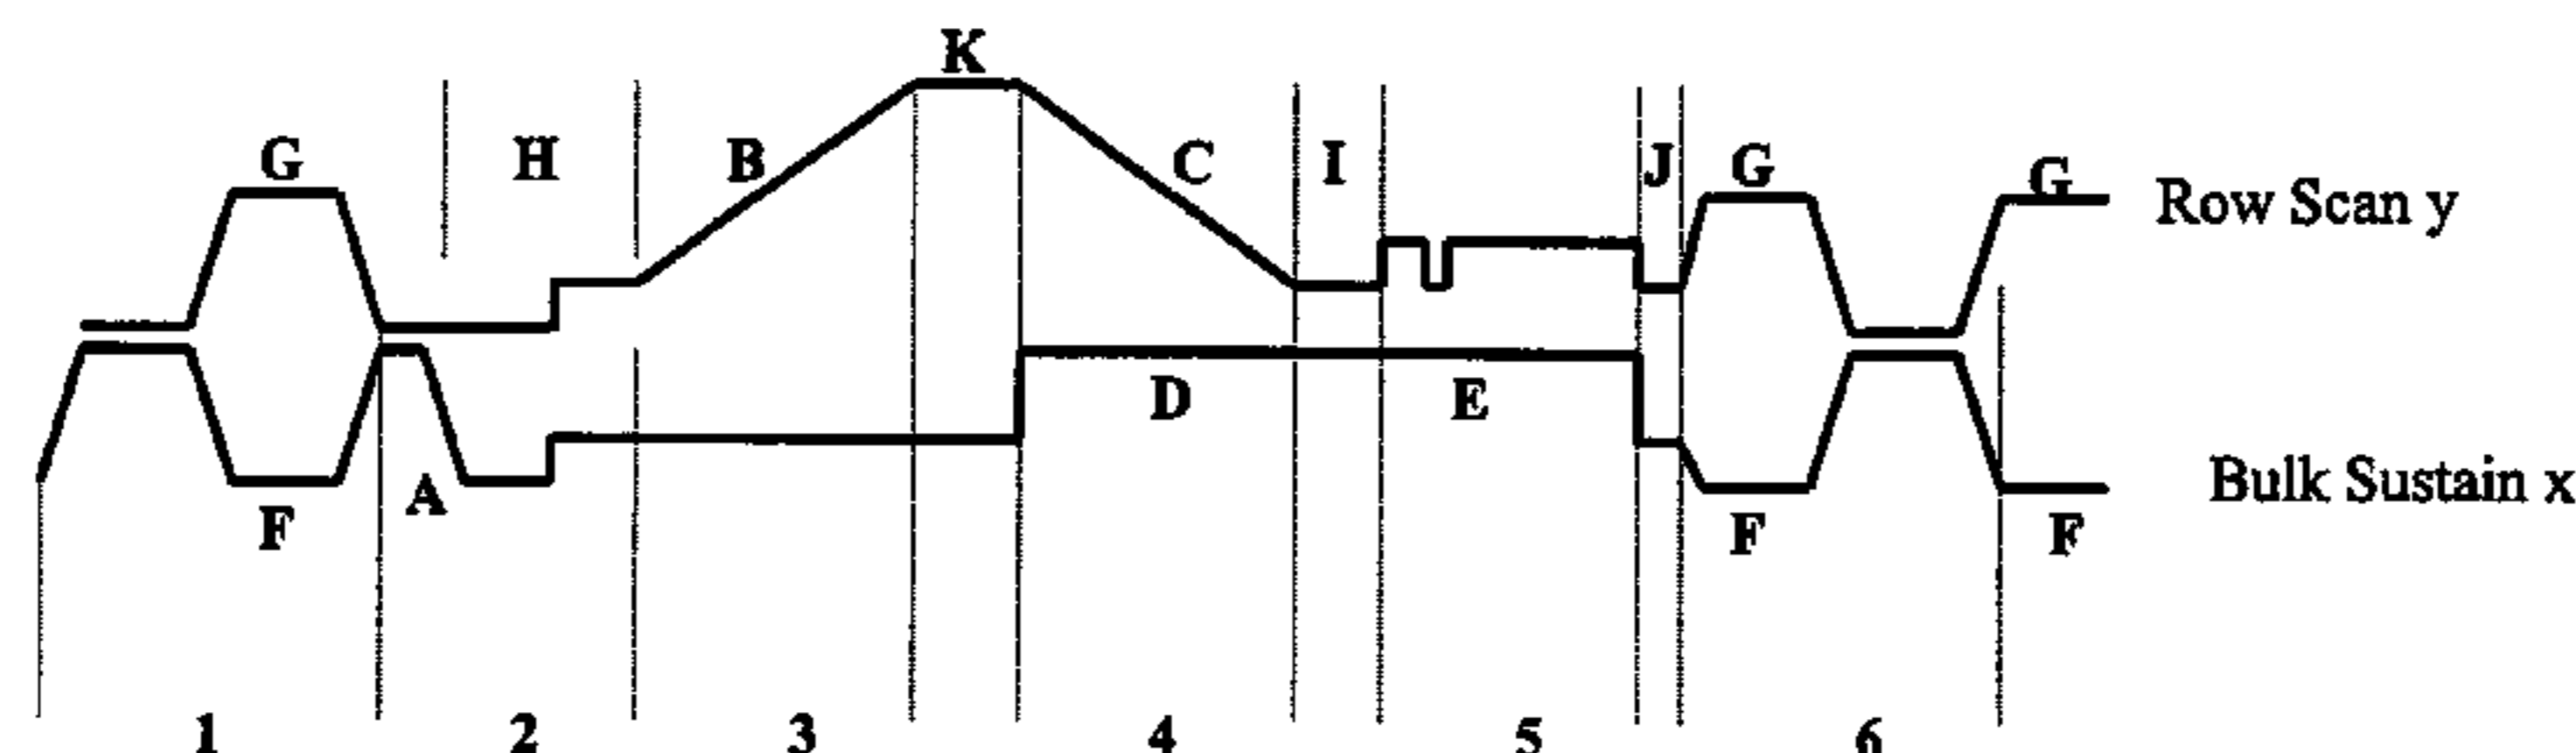 K
G H B C I J G G Row Scan y
D E
F A F F Bulk Sustain x
1 2 3 4 5 6